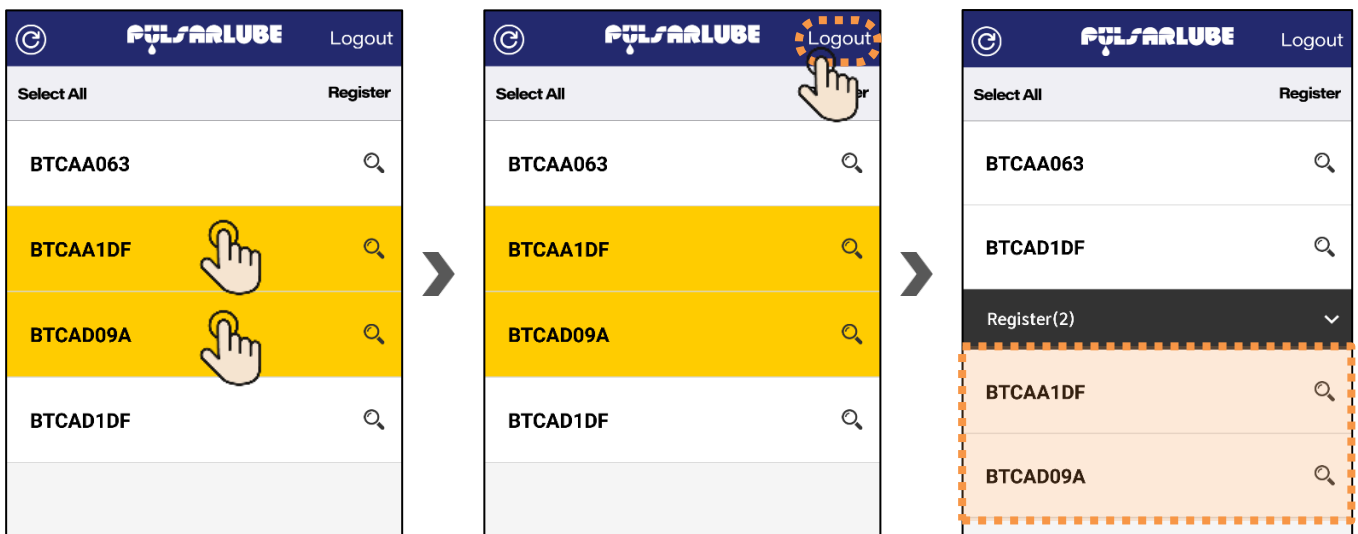 PULSARLUBE Logout
Select All Register
BTCAA063
BTCAA1DF
BTCAD09A
BTCAD1DF
PULSARLUBE Logout
Select All er
BTCAA063
BTCAA1DF
BTCAD09A
BTCAD1DF
PULSARLUBE Logout
Select All Register
BTCAA063
BTCAD1DF
Register(2)
BTCAA1DF
BTCAD09A